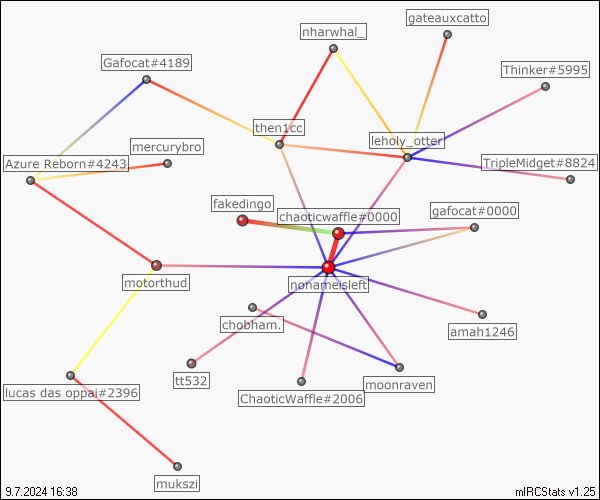 gateauxcatto
nharwhal_
Gafocat#4189
Thinker#5995
then1cc
mercurybro
leholy_otter
Azure Reborn#4243
TripleMidget#8824
fakedingo
chaoticwaffle#0000
gafocat#0000
motorthud
nonameisleft
chobham.
amah1246
tt532
moonraven
lucas das oppai#2396
ChaoticWaffle#2006
mukszi
9.7.2024 16:38
mIRCStats v1.25